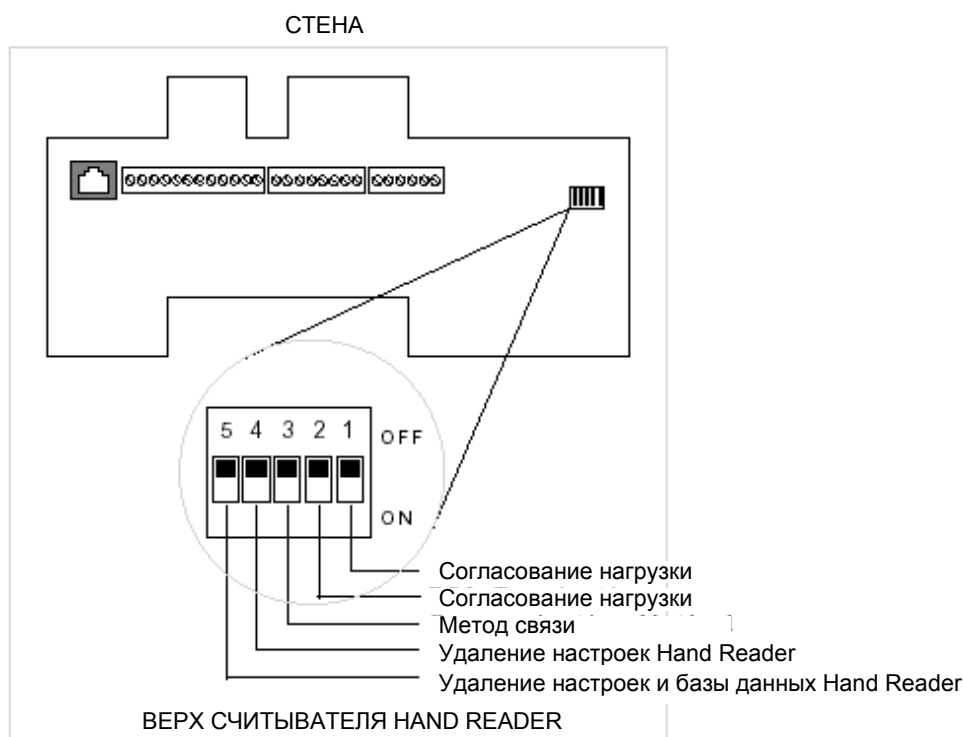 СТЕНА
5 4 3 2 1
OFF
ON
Согласование нагрузки
Согласование нагрузки
Метод связи
Удаление настроек Hand Reader
Удаление настроек и базы данных Hand Reader
ВЕРХ СЧИТЫВАТЕЛЯ HAND READER